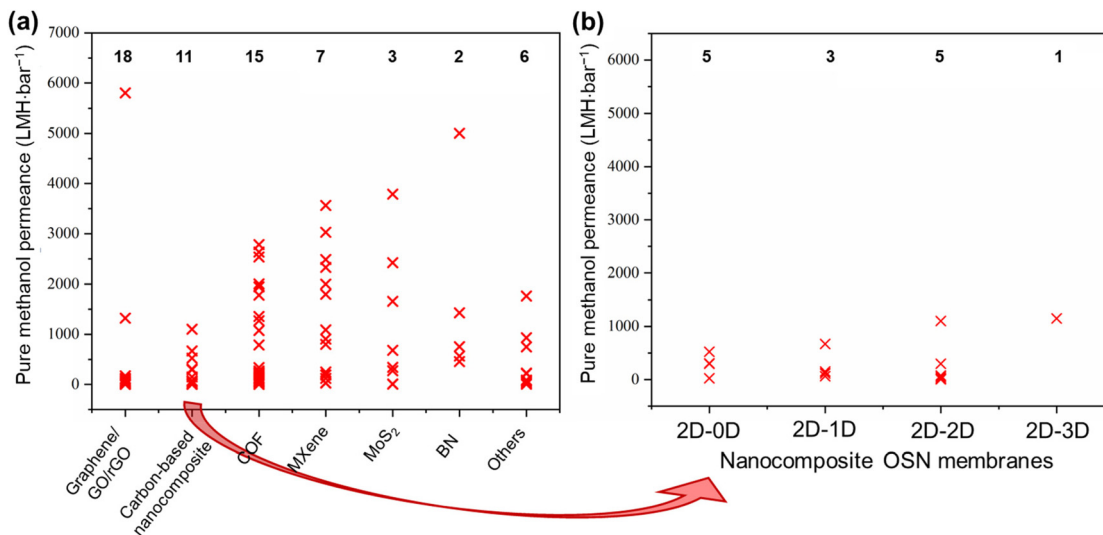 (a)
Pure methanol permeance (LMH·bar⁻¹)
7000
6000
5000
4000
3000
2000
1000
0
18
11
15
7
3
2
6
Graphene/
GO/rGO
Carbon-based
nanocomposite
COF
MXene
MoS₂
BN
Others
(b)
Pure methanol permeance (LMH·bar⁻¹)
6000
5000
4000
3000
2000
1000
0
5
3
5
1
2D-0D
2D-1D
2D-2D
2D-3D
Nanocomposite OSN membranes